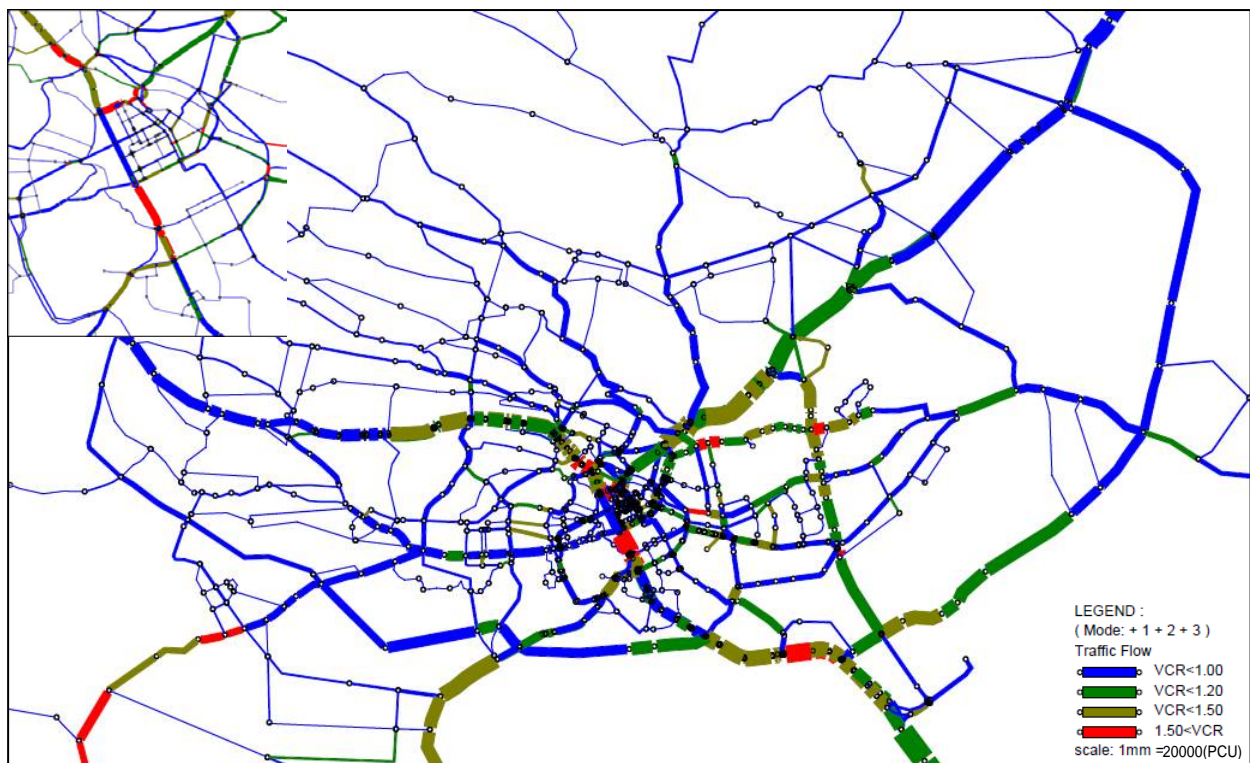 LEGEND :
( Mode: + 1 + 2 + 3 )
Traffic Flow
VCR<1.00
VCR<1.20
VCR<1.50
1.50<VCR
scale: 1mm =20000(PCU)